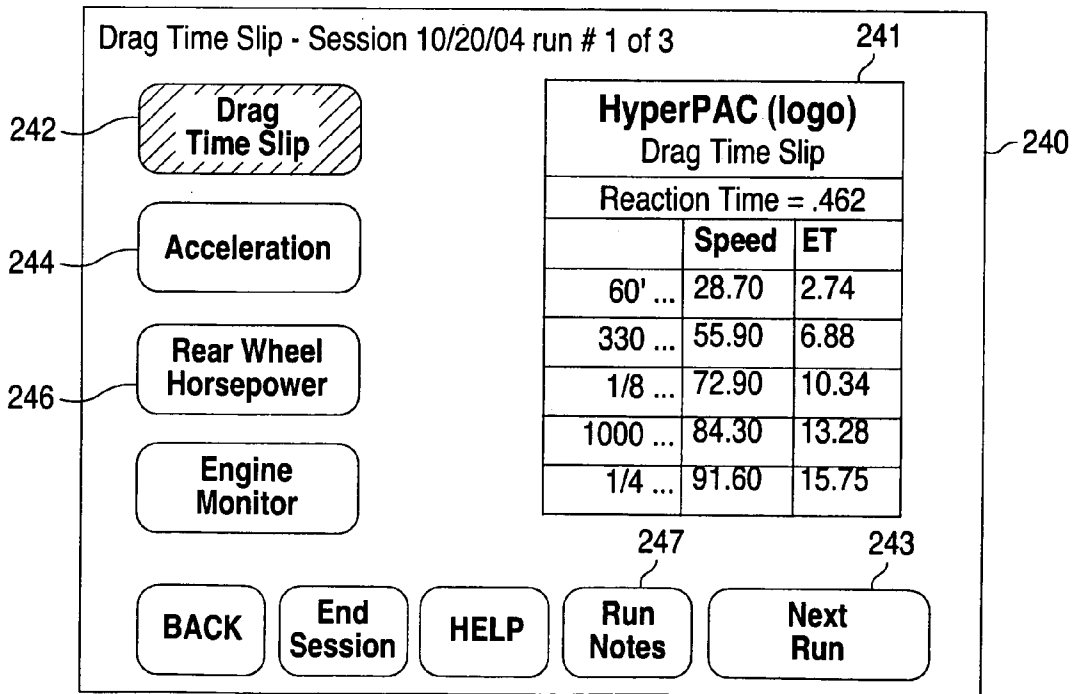 Drag Time Slip - Session 10/20/04 run # 1 of 3
241
242
Drag
Time Slip
HyperPAC (logo)
Drag Time Slip
240
Reaction Time = .462
244
Acceleration
Speed ET
60' ... 28.70 2.74
330 ... 55.90 6.88
246
Rear Wheel
Horsepower
1/8 ... 72.90 10.34
1000 ... 84.30 13.28
Engine
Monitor
1/4 ... 91.60 15.75
247
243
BACK
End
Session
HELP
Run
Notes
Next
Run